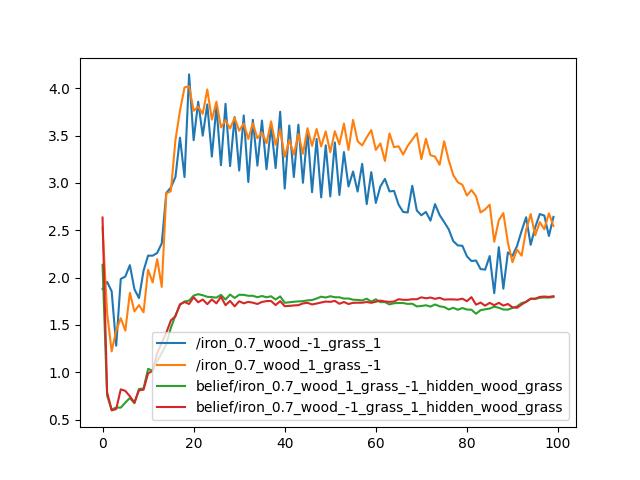 4.0
3.5
3.0
2.5
2.0
1.5
1.0
0.5
/iron_0.7_wood_-1_grass_1
/iron_0.7_wood_1_grass_-1
belief/iron_0.7_wood_1_grass_-1_hidden_wood_grass
belief/iron_0.7_wood_-1_grass_1_hidden_wood_grass
0 20 40 60 80 100